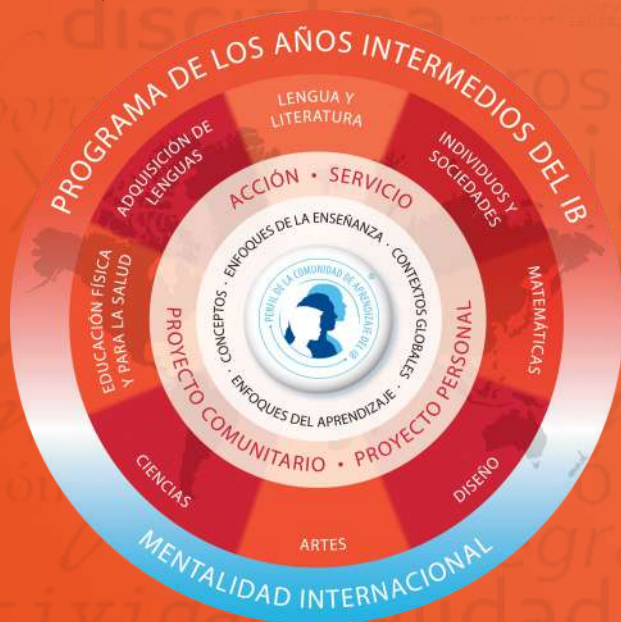 disciplina
PROGRAMA DE LOS AÑOS INTERMEDIOS DEL IB
LENGUA Y
LITERATURA
ADQUISICIÓN DE
LENGUAS
INDIVIDUOS Y
SOCIEDADES
EDUCACIÓN FÍSICA
Y PARA LA SALUD
MATEMÁTICAS
CIENCIAS
DISEÑO
ARTES
ACCIÓN • SERVICIO
PROYECTO COMUNITARIO • PROYECTO PERSONAL
CONCEPTOS · ENFOQUES DE LA ENSEÑANZA · CONTEXTOS GLOBALES ·
ENFOQUES DEL APRENDIZAJE ·
PERFIL DE LA COMUNIDAD DE APRENDIZAJE DEL IB
®
MENTALIDAD INTERNACIONAL